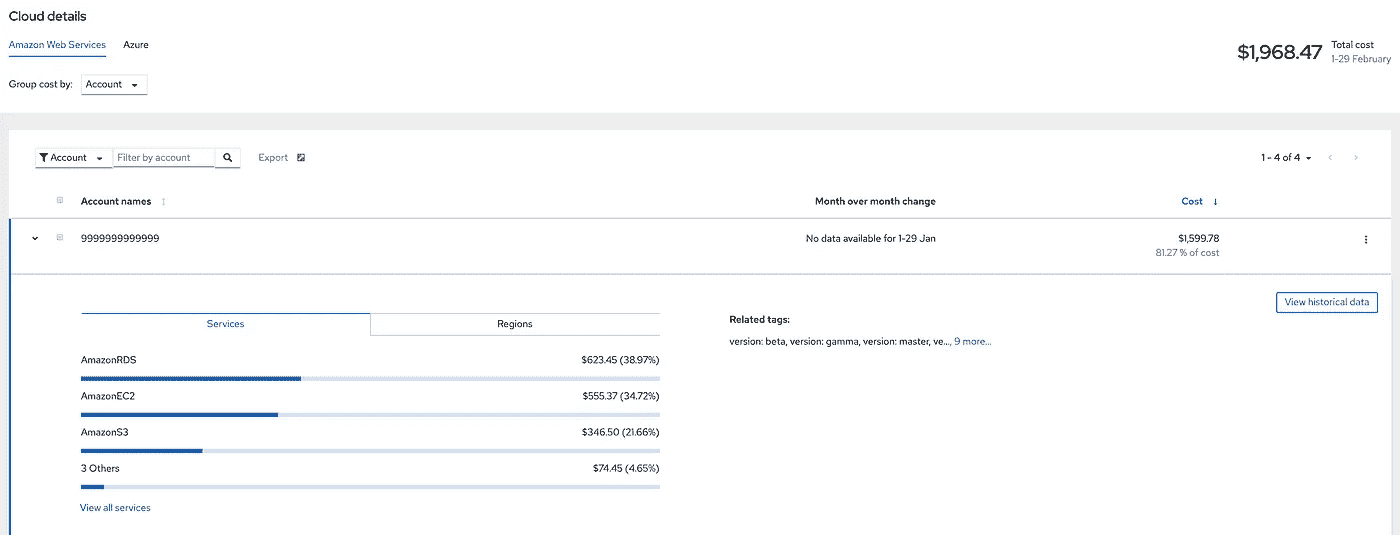 Cloud details
Amazon Web Services Azure
$1,968.47 Total cost
1-29 February
Group cost by: Account
Account Filter by account Export 1 - 4 of 4
Account names Month over month change Cost
9999999999999 No data available for 1-29 Jan $1,599.78
81.27 % of cost
View historical data
Services Regions
Related tags:
version: beta, version: gamma, version: master, ve..., 9 more...
AmazonRDS $623.45 (38.97%)
AmazonEC2 $555.37 (34.72%)
AmazonS3 $346.50 (21.66%)
3 Others $74.45 (4.65%)
View all services